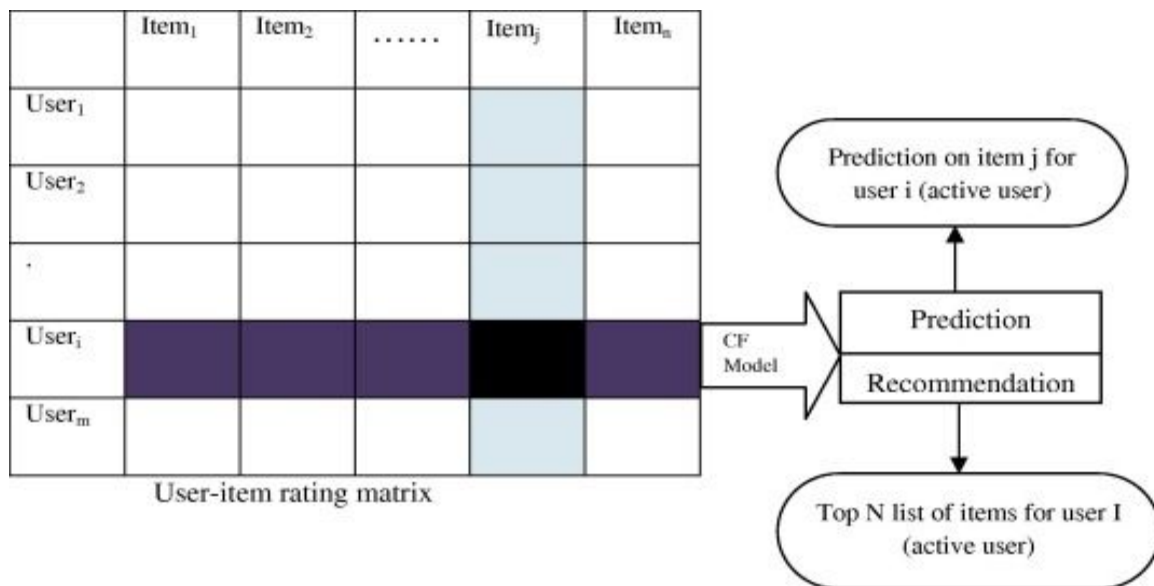 Item₁ Item₂ ...... Itemⱼ Itemₙ
User₁
User₂
.
Userᵢ
Userₘ
User-item rating matrix
CF
Model
Prediction on item j for
user i (active user)
Prediction
Recommendation
Top N list of items for user I
(active user)